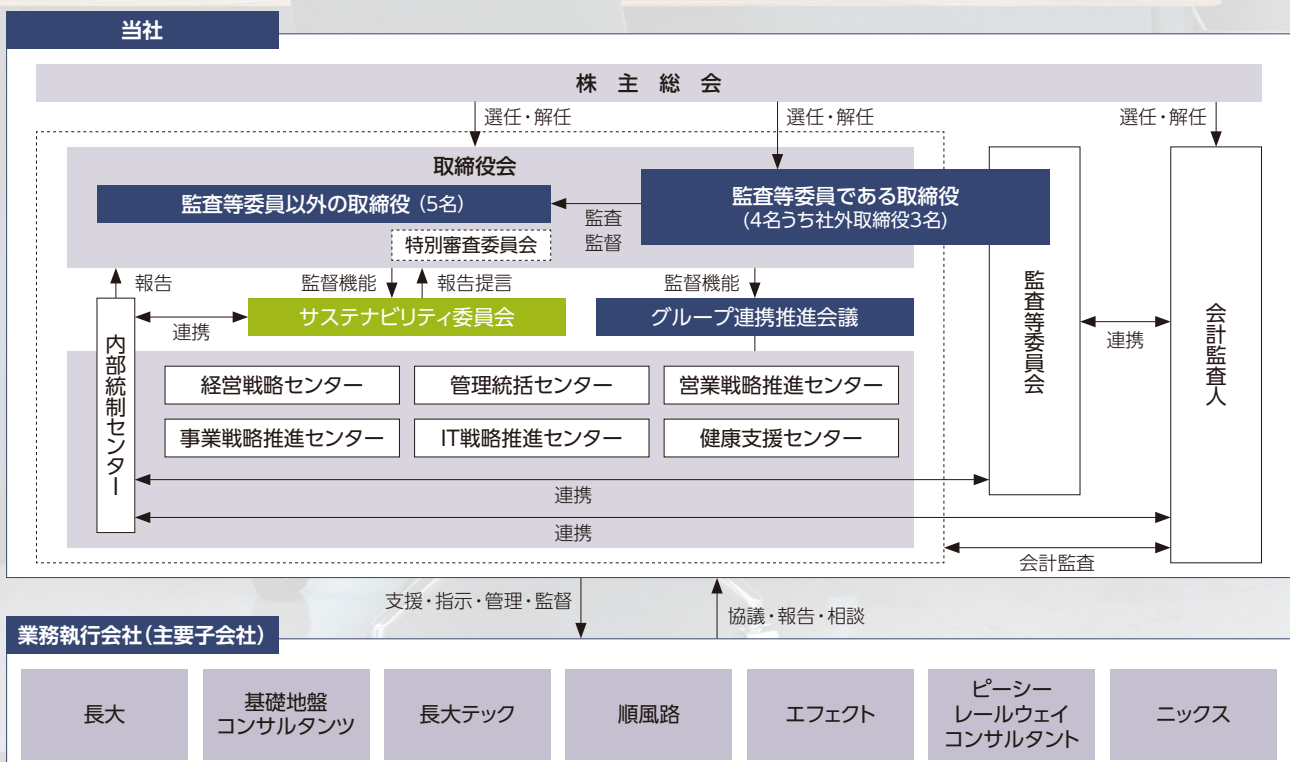 当社
株主総会
選任・解任
選任・解任
選任・解任
取締役会
監査等委員以外の取締役（5名）
監査
監督
監査等委員である取締役
（4名うち社外取締役3名）
特別審査委員会
報告
監督機能
報告提言
監督機能
サステナビリティ委員会
グループ連携推進会議
連携
内部統制センター
監査等委員会
連携
会計監査人
経営戦略センター
管理統括センター
営業戦略推進センター
事業戦略推進センター
IT戦略推進センター
健康支援センター
連携
連携
会計監査
支援・指示・管理・監督
協議・報告・相談
業務執行会社（主要子会社）
長大
基礎地盤
コンサルタンツ
長大テック
順風路
エフェクト
ピーシー
レールウェイ
コンサルタント
ニックス